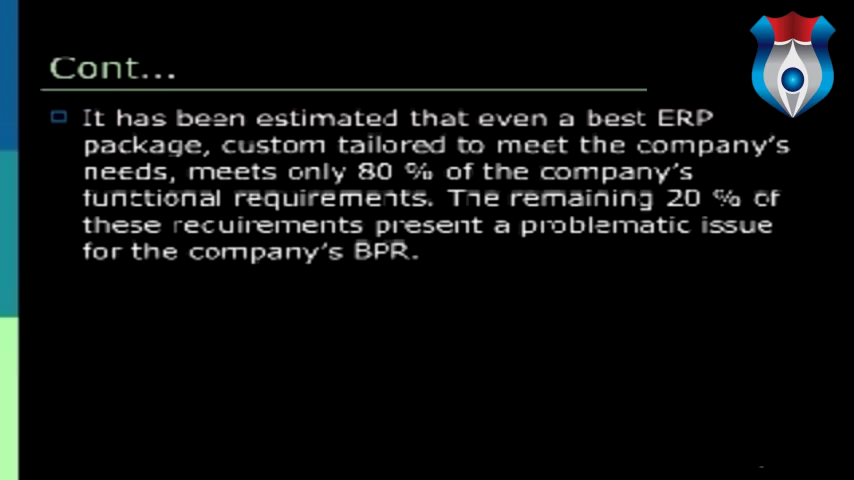 Cont...
It has been estimated that even a best ERP
package, custom tailored to meet the company's
needs, meets only 80 % of the company's
functional requirements. The remaining 20 % of
these requirements present a problematic issue
for the company's BPR.